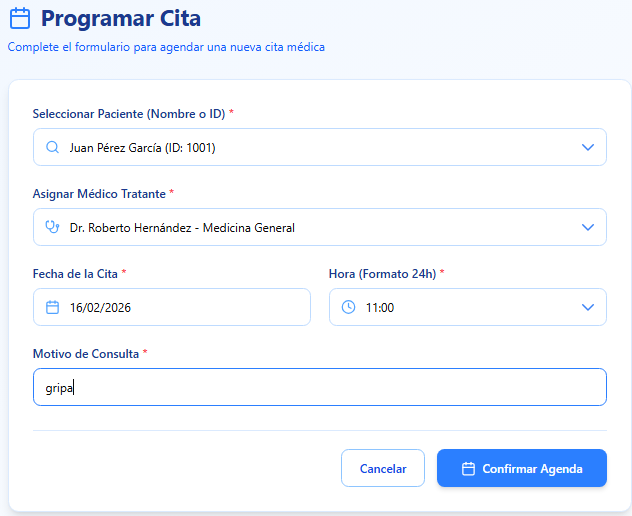 Programar Cita
Complete el formulario para agendar una nueva cita médica
Seleccionar Paciente (Nombre o ID) *
Juan Pérez García (ID: 1001)
Asignar Médico Tratante *
Dr. Roberto Hernández - Medicina General
Fecha de la Cita *
Hora (Formato 24h) *
16/02/2026
11:00
Motivo de Consulta *
gripa
Cancelar
Confirmar Agenda